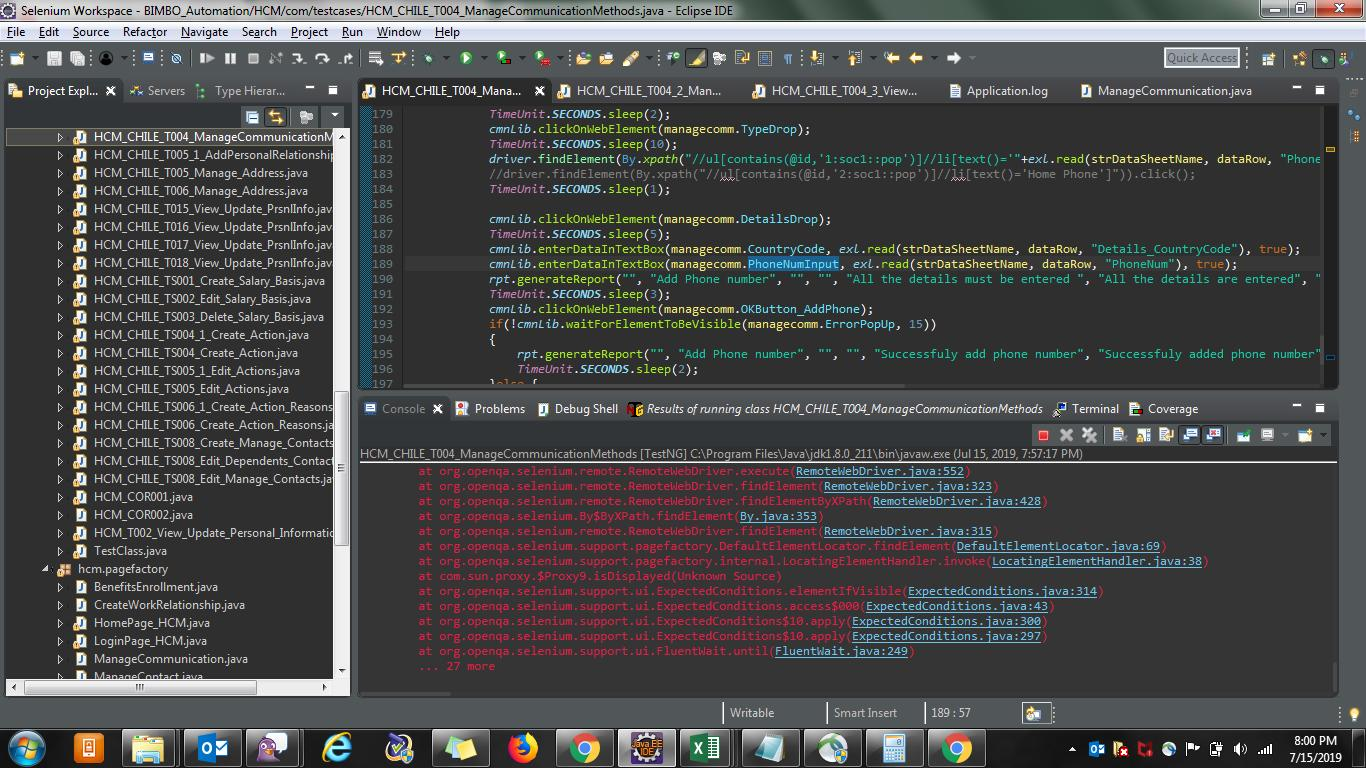 Selenium Workspace - BIMBO_Automation/HCM/com/testcases/HCM_CHILE_T004_ManageCommunicationMethods.java - Eclipse IDE
File Edit Source Refactor Navigate Search Project Run Window Help
Quick Access
Project Expl... Servers Type Hierar...
HCM_CHILE_T004_ManageCommunicationM
HCM_CHILE_T005_1_AddPersonalRelationship
HCM_CHILE_T005_Manage_Address.java
HCM_CHILE_T006_Manage_Address.java
HCM_CHILE_T015_View_Update_PrsnlInfo.java
HCM_CHILE_T016_View_Update_PrsnlInfo.java
HCM_CHILE_T017_View_Update_PrsnlInfo.java
HCM_CHILE_T018_View_Update_PrsnlInfo.java
HCM_CHILE_TS001_Create_Salary_Basis.java
HCM_CHILE_TS002_Edit_Salary_Basis.java
HCM_CHILE_TS003_Delete_Salary_Basis.java
HCM_CHILE_TS004_1_Create_Action.java
HCM_CHILE_TS004_Create_Action.java
HCM_CHILE_TS005_1_Edit_Actions.java
HCM_CHILE_TS005_Edit_Actions.java
HCM_CHILE_TS006_1_Create_Action_Reasons
HCM_CHILE_TS006_Create_Action_Reasons.ja
HCM_CHILE_TS008_Create_Manage_Contacts
HCM_CHILE_TS008_Edit_Dependents_Contact
HCM_CHILE_TS008_Edit_Manage_Contacts.ja
HCM_COR001.java
HCM_COR002.java
HCM_T002_View_Update_Personal_Informatic
TestClass.java
hcm.pagefactory
BenefitsEnrollment.java
CreateWorkRelationship.java
HomePage_HCM.java
LoginPage_HCM.java
ManageCommunication.java
ManageContact.java
HCM_CHILE_T004_Mana... HCM_CHILE_T004_2_Man... HCM_CHILE_T004_3_View... Application.log ManageCommunication.java
179 TimeUnit.SECONDS.sleep(2);
180 cmnLib.clickOnWebElement(managecomm.TypeDrop);
181 TimeUnit.SECONDS.sleep(10);
182 driver.findElement(By.xpath("//ul[contains(@id,'1:soc1::pop')]//li[text()='"+exl.read(strDataSheetName, dataRow, "Phone
183 //driver.findElement(By.xpath("//ul[contains(@id,'2:soc1::pop')]//li[text()='Home Phone']")).click();
184 TimeUnit.SECONDS.sleep(1);
185
186 cmnLib.clickOnWebElement(managecomm.DetailsDrop);
187 TimeUnit.SECONDS.sleep(5);
188 cmnLib.enterDataInTextBox(managecomm.CountryCode, exl.read(strDataSheetName, dataRow, "Details_CountryCode"), true);
189 cmnLib.enterDataInTextBox(managecomm.PhoneNumInput, exl.read(strDataSheetName, dataRow, "PhoneNum"), true);
190 rpt.generateReport("", "Add Phone number", "", "", "All the details must be entered ", "All the details are entered", "
191 TimeUnit.SECONDS.sleep(3);
192 cmnLib.clickOnWebElement(managecomm.OKButton_AddPhone);
193 if(!cmnLib.waitForElementToBeVisible(managecomm.ErrorPopUp, 15))
194 {
195 rpt.generateReport("", "Add Phone number", "", "", "Successfuly add phone number", "Successfuly added phone number"
196 TimeUnit.SECONDS.sleep(2);
197 }else {
Console Problems Debug Shell Results of running class HCM_CHILE_T004_ManageCommunicationMethods Terminal Coverage
HCM_CHILE_T004_ManageCommunicationMethods [TestNG] C:\Program Files\Java\jdk1.8.0_211\bin\javaw.exe (Jul 15, 2019, 7:57:17 PM)
at org.openqa.selenium.remote.RemoteWebDriver.execute(RemoteWebDriver.java:552)
at org.openqa.selenium.remote.RemoteWebDriver.findElement(RemoteWebDriver.java:323)
at org.openqa.selenium.remote.RemoteWebDriver.findElementByXPath(RemoteWebDriver.java:428)
at org.openqa.selenium.By$ByXPath.findElement(By.java:353)
at org.openqa.selenium.remote.RemoteWebDriver.findElement(RemoteWebDriver.java:315)
at org.openqa.selenium.support.pagefactory.DefaultElementLocator.findElement(DefaultElementLocator.java:69)
at org.openqa.selenium.support.pagefactory.internal.LocatingElementHandler.invoke(LocatingElementHandler.java:38)
at com.sun.proxy.$Proxy9.isDisplayed(Unknown Source)
at org.openqa.selenium.support.ui.ExpectedConditions.elementIfVisible(ExpectedConditions.java:314)
at org.openqa.selenium.support.ui.ExpectedConditions.access$000(ExpectedConditions.java:43)
at org.openqa.selenium.support.ui.ExpectedConditions$10.apply(ExpectedConditions.java:300)
at org.openqa.selenium.support.ui.ExpectedConditions$10.apply(ExpectedConditions.java:297)
at org.openqa.selenium.support.ui.FluentWait.until(FluentWait.java:249)
... 27 more
Writable Smart Insert 189 : 57
8:00 PM
7/15/2019